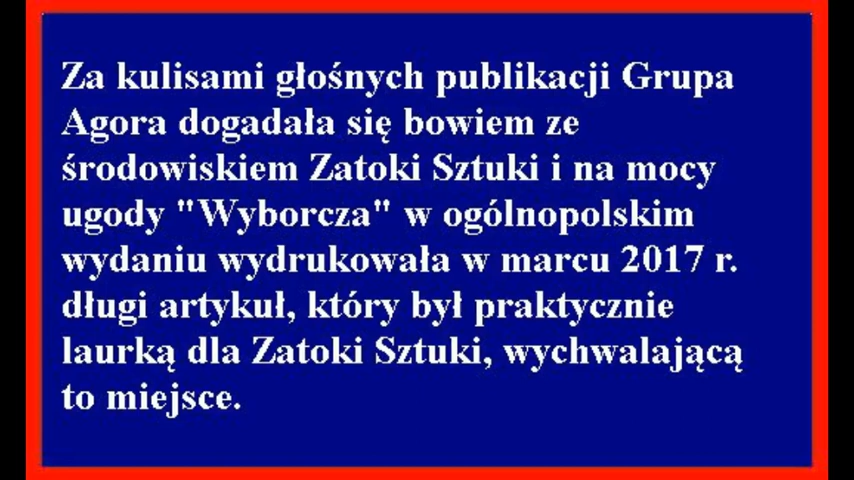 Za kulisami głośnych publikacji Grupa
Agora dogadała się bowiem ze
środowiskiem Zatoki Sztuki i na mocy
ugody "Wyborcza" w ogólnopolskim
wydaniu wydrukowała w marcu 2017 r.
długi artykuł, który był praktycznie
laurką dla Zatoki Sztuki, wychwalającą
to miejsce.